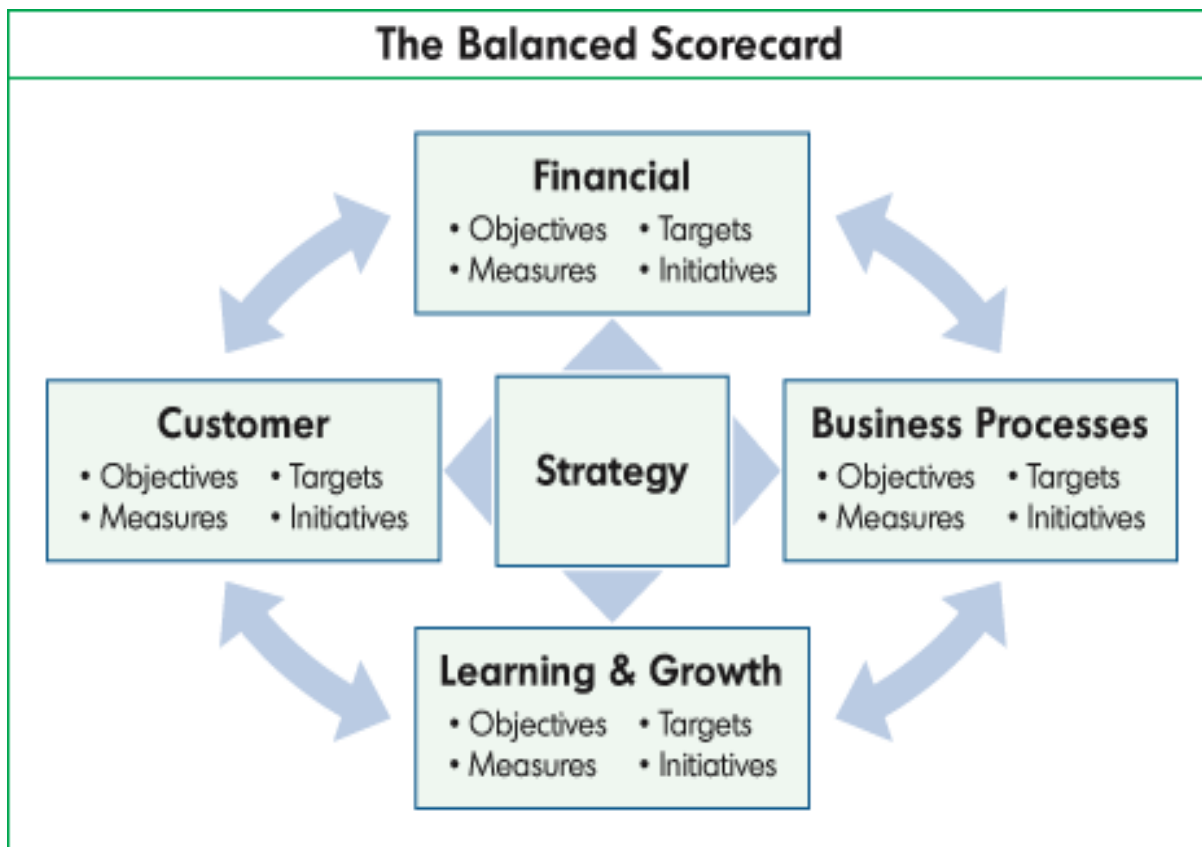 The Balanced Scorecard
Financial
• Objectives • Targets
• Measures • Initiatives
Customer
• Objectives • Targets
• Measures • Initiatives
Strategy
Business Processes
• Objectives • Targets
• Measures • Initiatives
Learning & Growth
• Objectives • Targets
• Measures • Initiatives